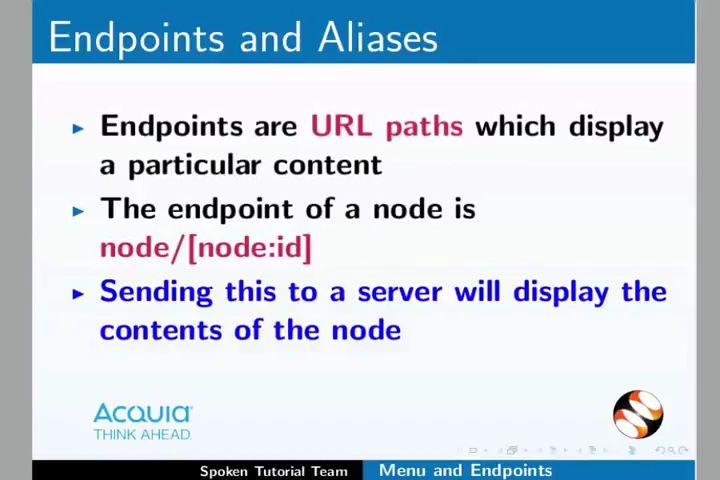 Endpoints and Aliases
Endpoints are URL paths which display
a particular content
The endpoint of a node is
node/[node:id]
Sending this to a server will display the
contents of the node
ACQUIA
THINK AHEAD.
Spoken Tutorial Team
Menu and Endpoints